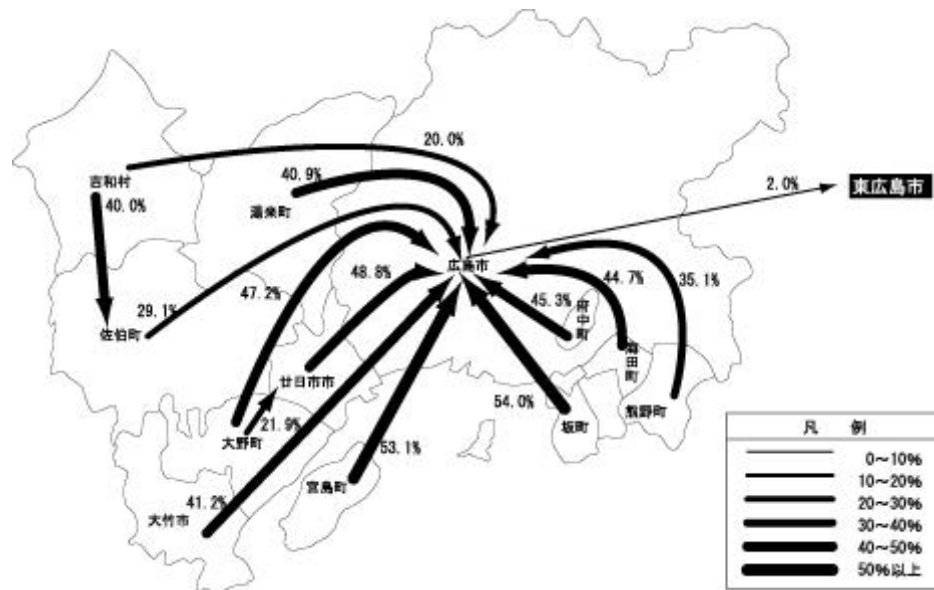 20.0%
吉和村
40.9%
2.0%
東広島市
40.0%
湯来町
広島市
48.8%
44.7%
35.1%
47.2%
45.3%
29.1%
府中町
佐伯町
海田町
廿日市市
54.0%
熊野町
21.9%
坂町
大野町
53.1%
宮島町
41.2%
大竹市
凡 例
0～10%
10～20%
20～30%
30～40%
40～50%
50%以上